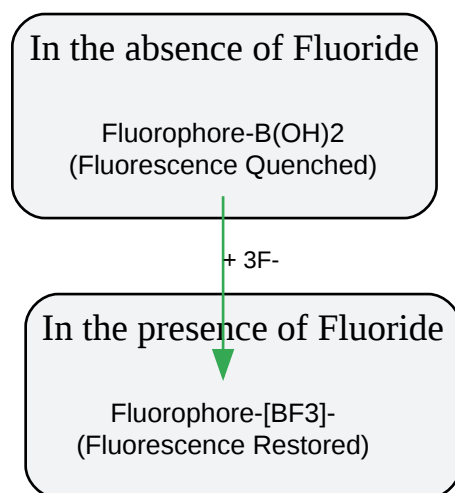 In the absence of Fluoride
Fluorophore-B(OH)2
(Fluorescence Quenched)
+ 3F-
In the presence of Fluoride
Fluorophore-[BF3]-
(Fluorescence Restored)